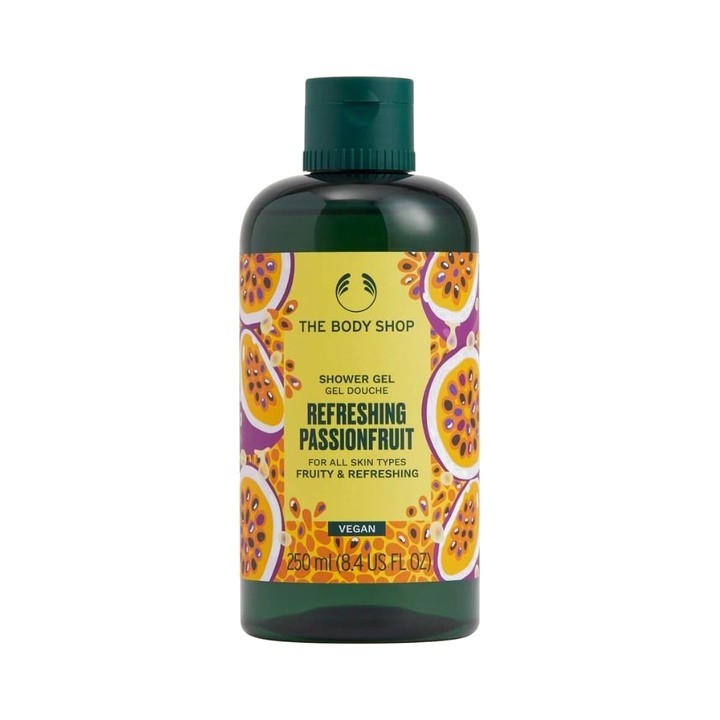 THE BODY SHOP
SHOWER GEL
GEL DOUCHE
REFRESHING
PASSIONFRUIT
FOR ALL SKIN TYPES
FRUITY & REFRESHING
VEGAN
250 ml (8.4 US FL OZ)